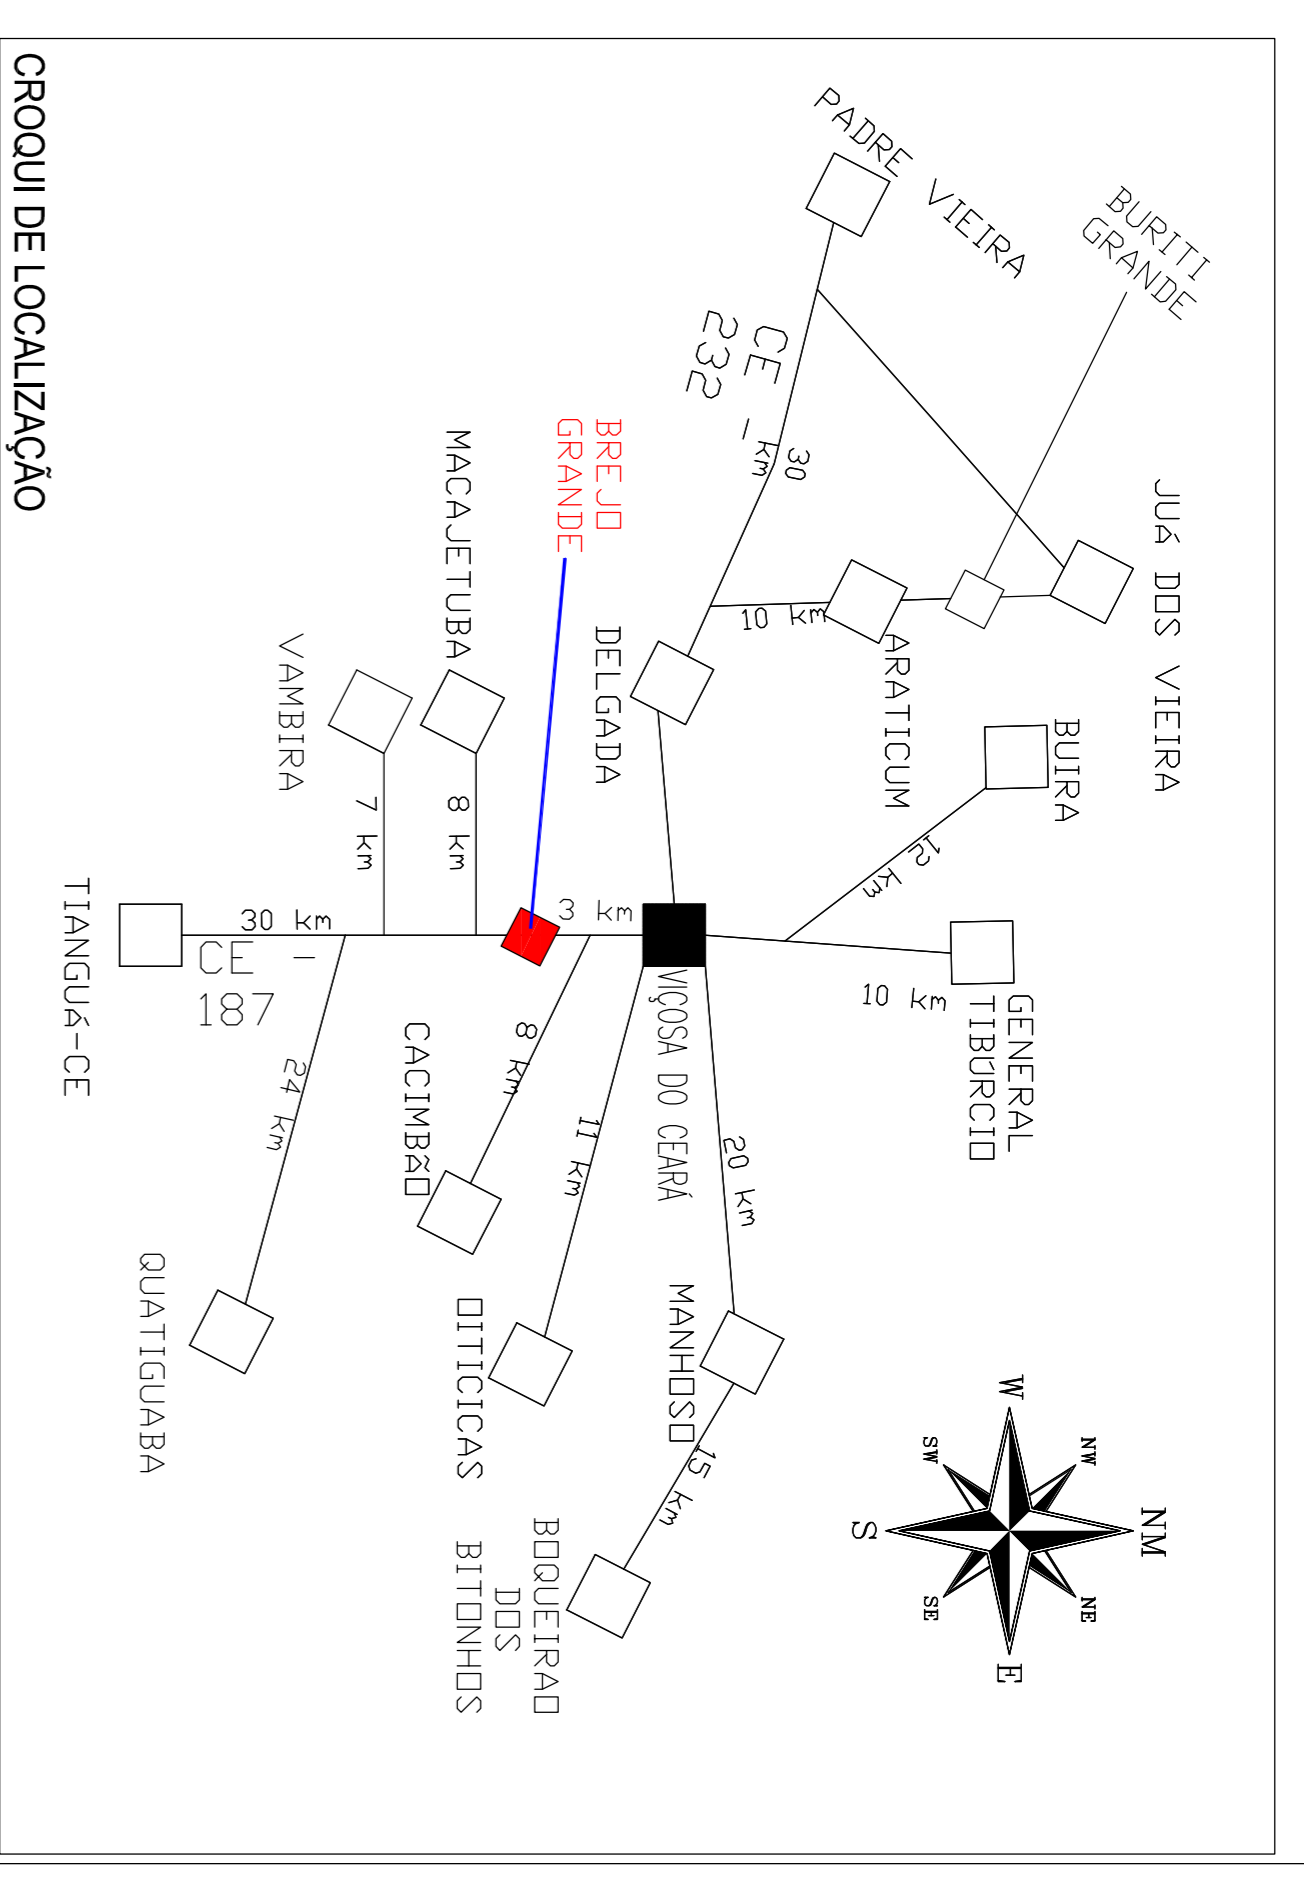 PADRE VIEIRA
BURITI
GRANDE
JUÁ DOS VIEIRA
CE -
232
30
km
10 km
ARATICUM
BUIRA
12 km
BREJO
GRANDE
MACAJETUBA
DELGADA
VAMBIRA
7 km
8 km
3 km
30 km
CE -
187
TIANGUÁ-CE
VIÇOSA DO CEARÁ
10 km
GENERAL
TIBÚRCIO
20 km
8 km
CACIMBÃO
11 km
24 km
QUATIGUABA
OITICICAS
MANHOSO
15 km
BOQUEIRAO
DOS
BITONHOS
NM
NE
E
SE
S
SW
W
NW
CROQUI DE LOCALIZAÇÃO